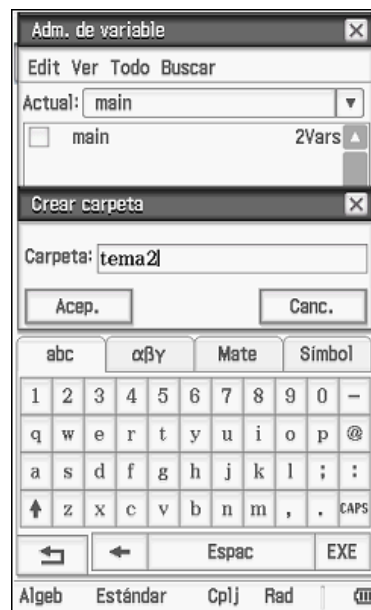 Adm. de variable
Edit Ver Todo Buscar
Actual: main
main 2Vars
Crear carpeta
Carpeta: tema2
Acep. Canc.
abc αβγ Mate Símbol
1 2 3 4 5 6 7 8 9 0 −
q w e r t y u i o p @
a s d f g h j k l ; :
z x c v b n m , . CAPS
Espac EXE
Algeb Estándar Cplj Rad